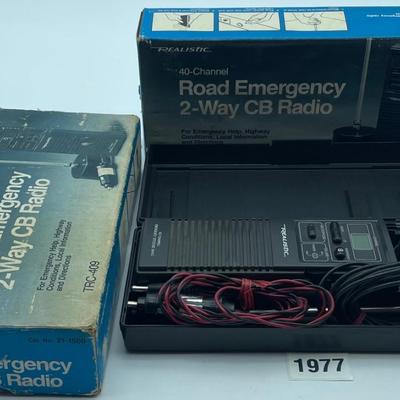 REALISTIC
40-Channel
Road Emergency
2-Way CB Radio
For Emergency Help, Highway
Conditions, Local Information
and Directions
Emergency
2-Way CB Radio
For Emergency Help, Highway
Conditions, Local Information
and Directions
TRC-409
Cat. No. 21-1508
Emergency
CB Radio
REALISTIC
1977